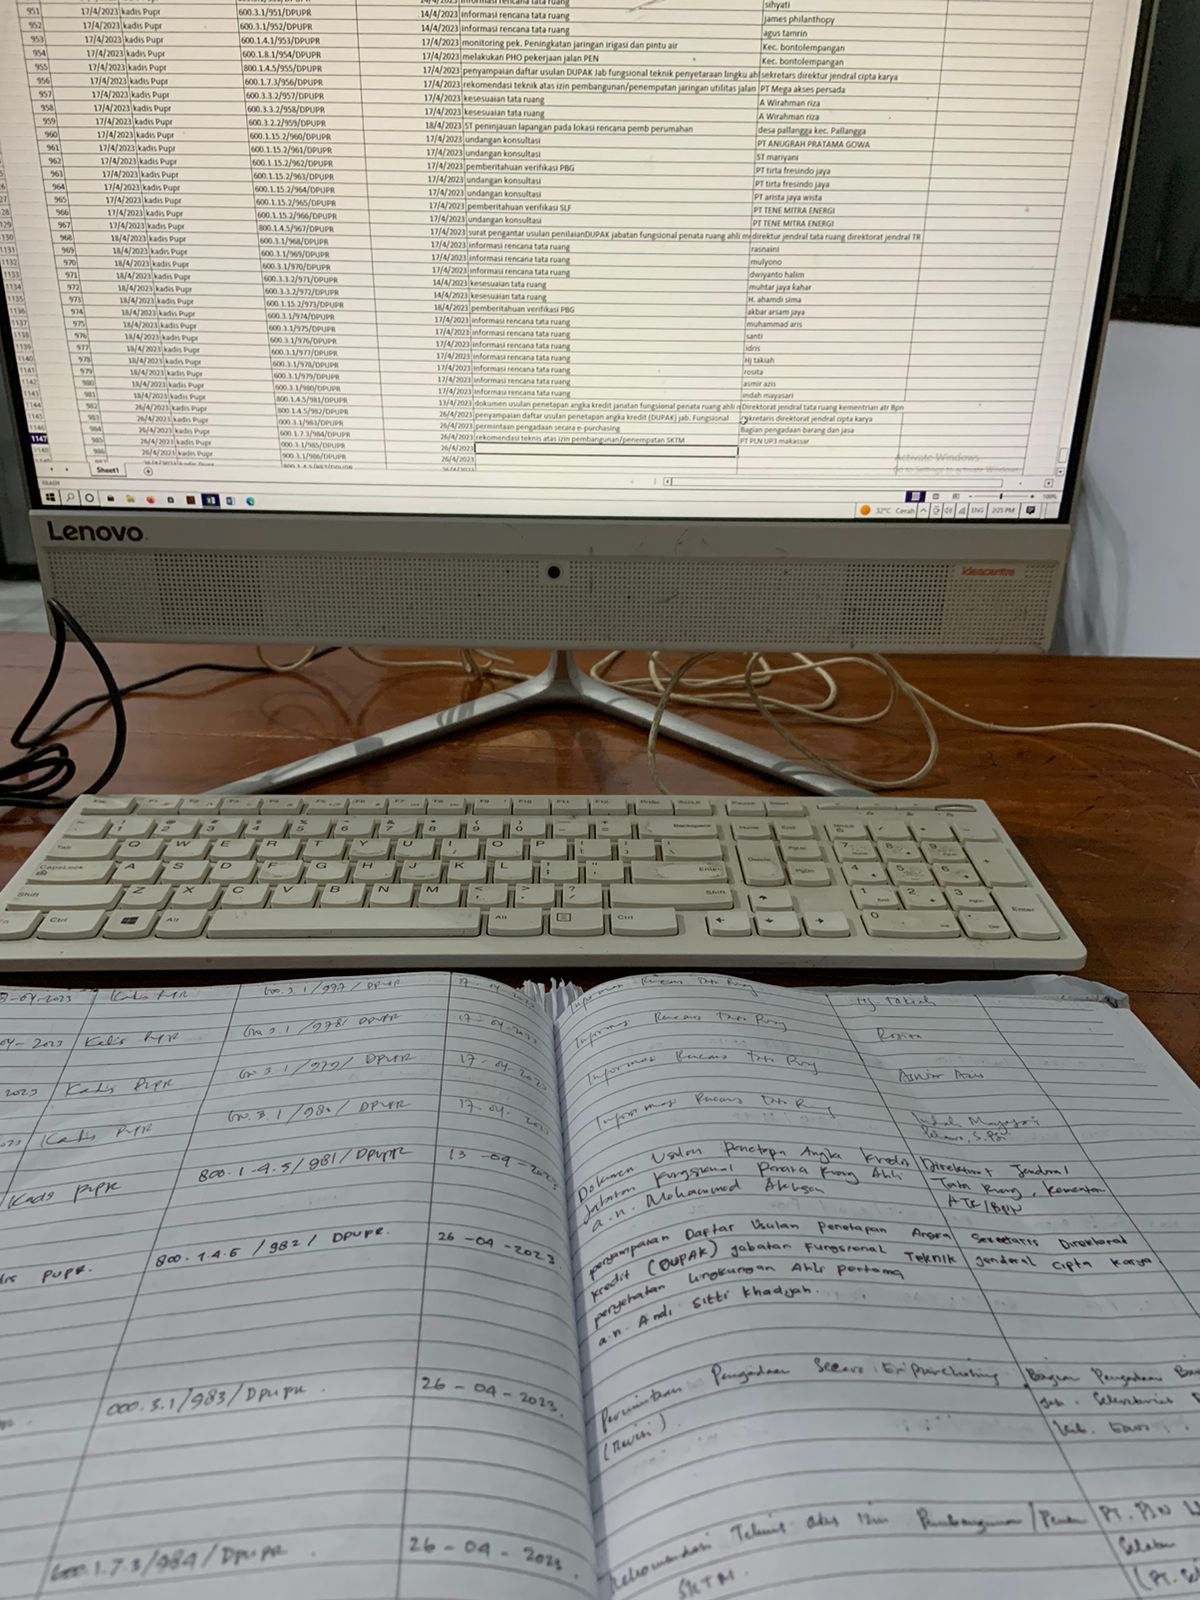 951 17/4/2023 kadis Pupr 600.3.1/951/DPUPR 14/4/2023 informasi rencana tata ruang sihyati
952 17/4/2023 kadis Pupr 600.3.1/952/DPUPR 14/4/2023 informasi rencana tata ruang james philanthopy
953 17/4/2023 kadis Pupr 600.1.4.1/953/DPUPR 17/4/2023 monitoring pek. Peningkatan jaringan irigasi dan pintu air agus tamrin
954 17/4/2023 kadis Pupr 600.1.8.1/954/DPUPR 17/4/2023 melakukan PHO pekerjaan jalan PEN Kec. bontolempangan
955 17/4/2023 kadis Pupr 800.1.4.5/955/DPUPR 17/4/2023 penyampaian daftar usulan DUPAK Jab fungsional teknik penyetaraan lingku ah Kec. bontolempangan
956 17/4/2023 kadis Pupr 600.1.7.3/956/DPUPR 17/4/2023 rekomendasi teknik atas izin pembangunan/penempatan jaringan utilitas jalan sekretars direktur jendral cipta karya
957 17/4/2023 kadis Pupr 600.3.3.2/957/DPUPR 17/4/2023 kesesuaian tata ruang PT Mega akses persada
958 17/4/2023 kadis Pupr 600.3.3.2/958/DPUPR 17/4/2023 kesesuaian tata ruang A Wirahman riza
959 17/4/2023 kadis Pupr 600.3.2.2/959/DPUPR 18/4/2023 ST peninjauan lapangan pada lokasi rencana pemb perumahan A Wirahman riza
960 17/4/2023 kadis Pupr 600.1.15.2/960/DPUPR 17/4/2023 undangan konsultasi desa pallangga kec. Pallangga
961 17/4/2023 kadis Pupr 600.1.15.2/961/DPUPR 17/4/2023 undangan konsultasi PT ANUGRAH PRATAMA GOWA
962 17/4/2023 kadis Pupr 600.1.15.2/962/DPUPR 17/4/2023 pemberitahuan verifikasi PBG ST mariyani
963 17/4/2023 kadis Pupr 600.1.15.2/963/DPUPR 17/4/2023 undangan konsultasi PT tirta fresindo jaya
964 17/4/2023 kadis Pupr 600.1.15.2/964/DPUPR 17/4/2023 undangan konsultasi PT tirta fresindo jaya
965 17/4/2023 kadis Pupr 600.1.15.2/965/DPUPR 17/4/2023 pemberitahuan verifikasi SLF PT arista jaya wista
966 17/4/2023 kadis Pupr 600.1.15.2/966/DPUPR 17/4/2023 undangan konsultasi PT TENE MITRA ENERGI
967 17/4/2023 kadis Pupr 800.1.4.5/967/DPUPR 17/4/2023 surat pengantar usulan penilaianDUPAK jabatan fungsional penata ruang ahli m PT TENE MITRA ENERGI
1130 968 18/4/2023 kadis Pupr 600.3.1/968/DPUPR 17/4/2023 informasi rencana tata ruang direktur jendral tata ruang direktorat jendral TR
1131 969 18/4/2023 kadis Pupr 600.3.1/969/DPUPR 17/4/2023 informasi rencana tata ruang rasnaini
1132 970 18/4/2023 kadis Pupr 600.3.1/970/DPUPR 17/4/2023 informasi rencana tata ruang mulyono
1133 971 18/4/2023 kadis Pupr 600.3.3.2/971/DPUPR 14/4/2023 kesesuaian tata ruang dwiyanto halim
1134 972 18/4/2023 kadis Pupr 600.3.3.2/972/DPUPR 14/4/2023 kesesuaian tata ruang muhtar jaya kahar
1135 973 18/4/2023 kadis Pupr 600.1.15.2/973/DPUPR 18/4/2023 pemberitahuan verifikasi PBG H. ahamdi sima
1136 974 18/4/2023 kadis Pupr 600.3.1/974/DPUPR 17/4/2023 informasi rencana tata ruang akbar arsam jaya
1137 975 18/4/2023 kadis Pupr 600.3.1/975/DPUPR 17/4/2023 informasi rencana tata ruang muhammad aris
1138 976 18/4/2023 kadis Pupr 600.3.1/976/DPUPR 17/4/2023 informasi rencana tata ruang santi
1139 977 18/4/2023 kadis Pupr 600.3.1/977/DPUPR 17/4/2023 informasi rencana tata ruang idris
1140 978 18/4/2023 kadis Pupr 600.3.1/978/DPUPR 17/4/2023 informasi rencana tata ruang Hj takiah
1141 979 18/4/2023 kadis Pupr 600.3.1/979/DPUPR 17/4/2023 informasi rencana tata ruang rosita
1142 980 18/4/2023 kadis Pupr 600.3.1/980/DPUPR 17/4/2023 informasi rencana tata ruang asmir azis
1143 981 18/4/2023 kadis Pupr 800.1.4.5/981/DPUPR 13/4/2023 dokumen usulan penetapan angka kredit janatan fungsional penata ruang ahli indah mayasari
1144 982 26/4/2023 kadis Pupr 800.1.4.5/982/DPUPR 26/4/2023 penyampaian daftar usulan penetapan angka kredit (DUPAK) jab. Fungsional Direktorat jendral tata ruang kementrian atr Bpn
1145 983 26/4/2023 kadis Pupr 000.3.1/983/DPUPR 26/4/2023 permintaan pengadaan secara e-purchasing sekretaris direktorat jendral cipta karya
1146 984 26/4/2023 kadis Pupr 600.1.7.3/984/DPUPR 26/4/2023 rekomendasi teknis atas izin pembangunan/penempatan SKTM Bagian pengadaan barang dan jasa
1147 985 26/4/2023 kadis Pupr 000.3.1/985/DPUPR 26/4/2023 PT PLN UP3 makassar
26/4/2023 kadis Pupr 900.3.1/986/DPUPR 26/4/2023
Activate Windows
Go to Settings to activate Windows
Sheet1
READY
100%
32°C Cerah ENG 2:25 PM
Lenovo
ideacentre
Esc F1 F2 F3 F4 F5 F6 F7 F8 F9 F10 F11 F12
1 2 3 4 5 6 7 8 9 0 Backspace Home End
Tab Q W E R T Y U I O P Delete 7 8 9
CapsLock A S D F G H J K L Enter 4 5 6
Shift Z X C V B N M Shift 1 2 3 Enter
Ctrl Alt Alt Ctrl 0
-04-2023 Kadis PUPR 600.3.1/977/DPUPR 17-04-2023 Informasi Rencana Tata Ruang Hj takiah
04-2023 Kadis PUPR 600.3.1/978/DPUPR 17-04-2023 Informasi Rencana Tata Ruang Rosita
2023 Kadis PUPR 600.3.1/979/DPUPR 17-04-2023 Informasi Rencana Tata Ruang Asmir Azis
Kadis PUPR 600.3.1/980/DPUPR 17-04-2023 Informasi Rencana Tata Ruang Indah Mayasari
Kadis PUPR 800.1.4.5/981/DPUPR 13-04-2023 Dokumen Usulan Penetapan Angka Kredit Direktorat Jendral
Jabatan Fungsional Penata Ruang Ahli Tata Ruang, Kementrian
a.n. Mohammad ATR/BPN
PUPR. 800.1.4.5/982/DPUPR. 26-04-2023 penyampaian Daftar Usulan Penetapan Angka Sekretaris Direktorat
Kredit (DUPAK) jabatan Fungsional Teknik jenderal cipta Karya
penyehatan lingkungan Ahli pertama
a.n. Andi Sitti Khadijah.
000.3.1/983/DPUPR. 26-04-2023. Permintaan Pengadaan Secara E-purchasing Bagian Pengadaan
(Revisi)
600.1.7.3/984/DPUPR 26-04-2023. Rekomendasi Teknis atas izin Pembangunan/ PT. PLN
SKTM. Selatan